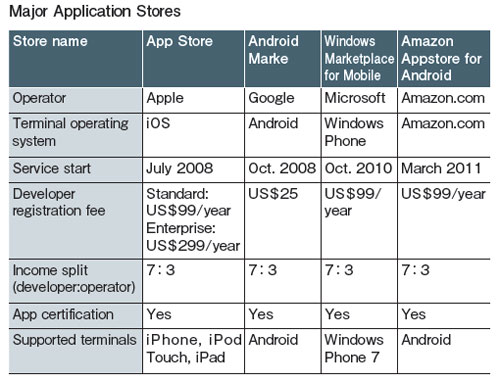 Major Application Stores
Store name App Store Android Marke Windows Marketplace for Mobile Amazon Appstore for Android
Operator Apple Google Microsoft Amazon.com
Terminal operating system iOS Android Windows Phone Amazon.com
Service start July 2008 Oct. 2008 Oct. 2010 March 2011
Developer registration fee Standard: US$99/year Enterprise: US$299/year US$25 US$99/year US$99/year
Income split (developer:operator) 7:3 7:3 7:3 7:3
App certification Yes Yes Yes Yes
Supported terminals iPhone, iPod Touch, iPad Android Windows Phone 7 Android